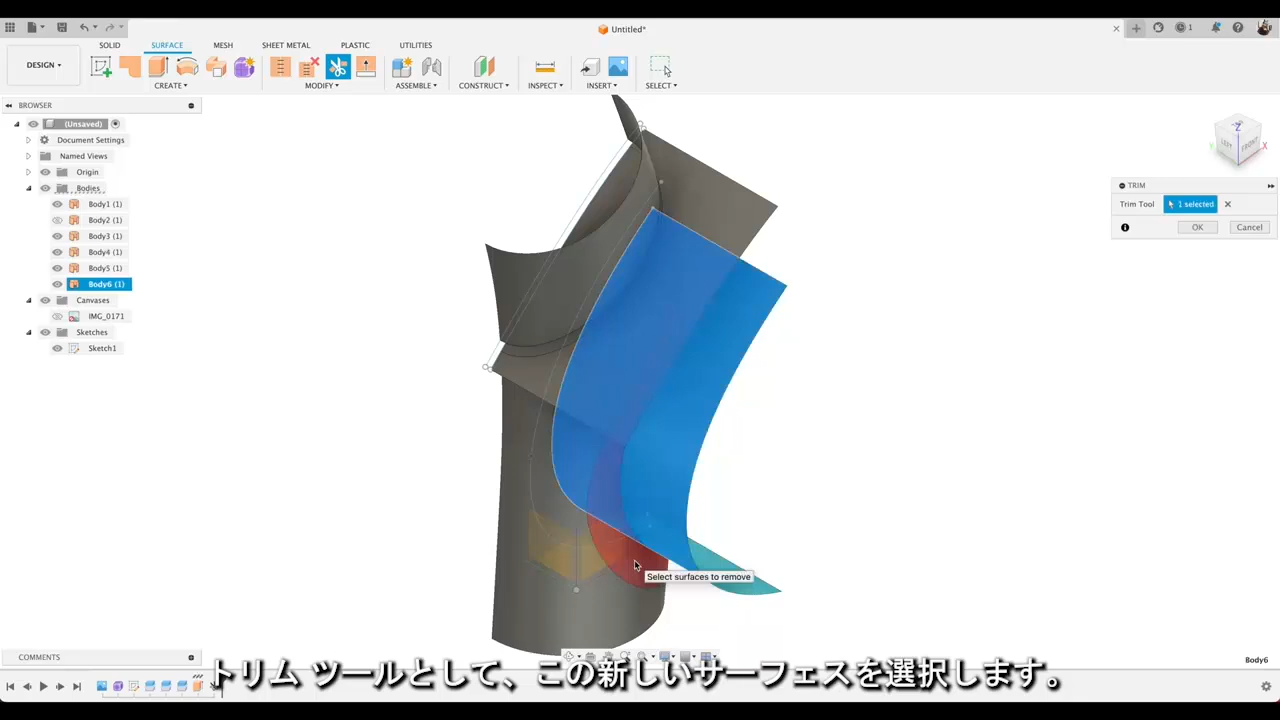 Untitled*
1
DESIGN
SOLID
SURFACE
MESH
SHEET METAL
PLASTIC
UTILITIES
CREATE
MODIFY
ASSEMBLE
CONSTRUCT
INSPECT
INSERT
SELECT
BROWSER
(Unsaved)
Document Settings
Named Views
Origin
Bodies
Body1 (1)
Body2 (1)
Body3 (1)
Body4 (1)
Body5 (1)
Body6 (1)
Canvases
IMG_0171
Sketches
Sketch1
Z
LEFT
FRONT
Y
X
TRIM
Trim Tool
1 selected
OK
Cancel
Select surfaces to remove
COMMENTS
Body6
トリム ツールとして、この新しいサーフェスを選択します。